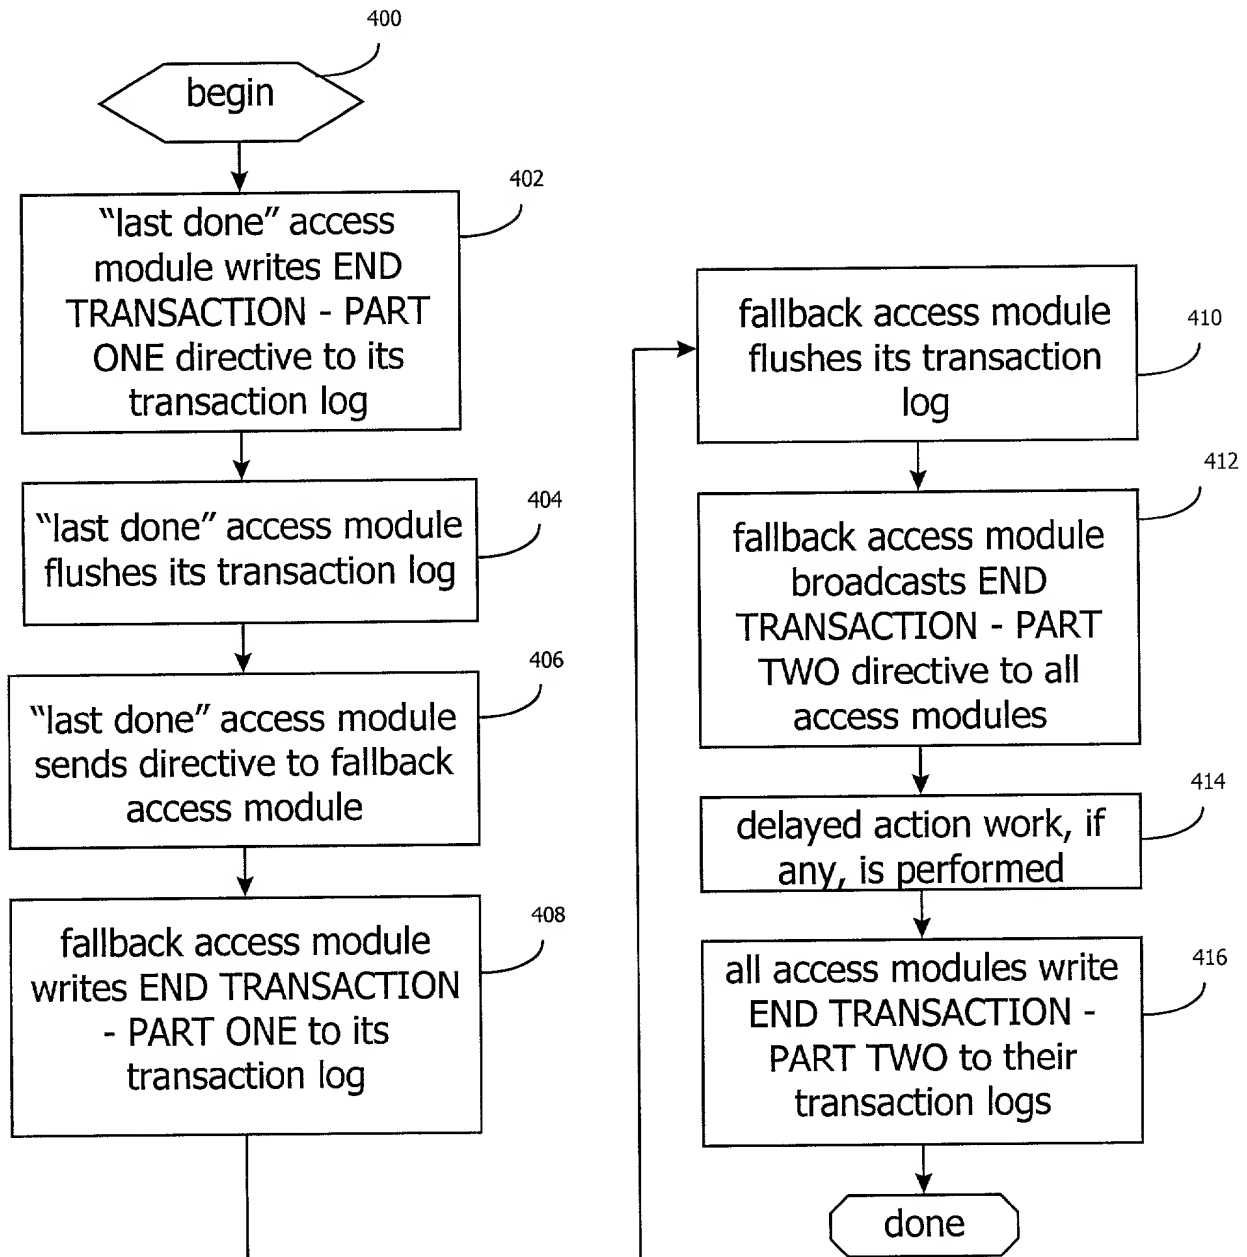 400
begin
402
“last done” access
module writes END
TRANSACTION - PART
ONE directive to its
transaction log
“last done” access module
flushes its transaction log
404
406
“last done” access module
sends directive to fallback
access module
408
fallback access module
writes END TRANSACTION
- PART ONE to its
transaction log
fallback access module
flushes its transaction
log
410
412
fallback access module
broadcasts END
TRANSACTION - PART
TWO directive to all
access modules
414
delayed action work, if
any, is performed
all access modules write
END TRANSACTION -
PART TWO to their
transaction logs
416
done